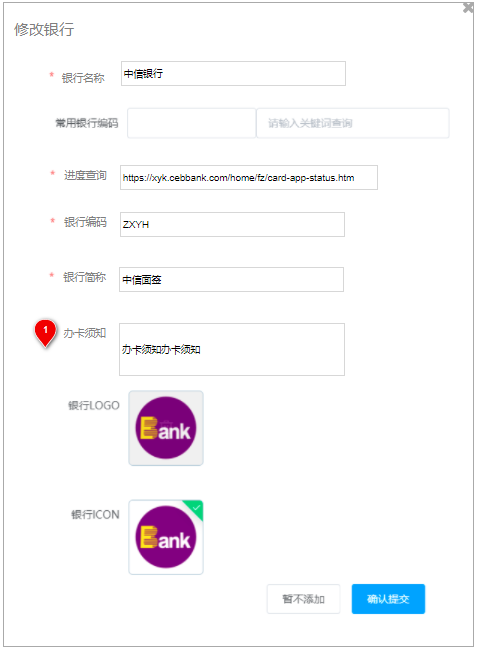 修改银行
* 银行名称 中信银行
常用银行编码 请输入关键词查询
* 进度查询 https://xyk.cebbank.com/home/fz/card-app-status.htm
* 银行编码 ZXYH
* 银行简称 中信面签
1 办卡须知 办卡须知办卡须知
银行LOGO Bank
银行ICON Bank
暂不添加 确认提交